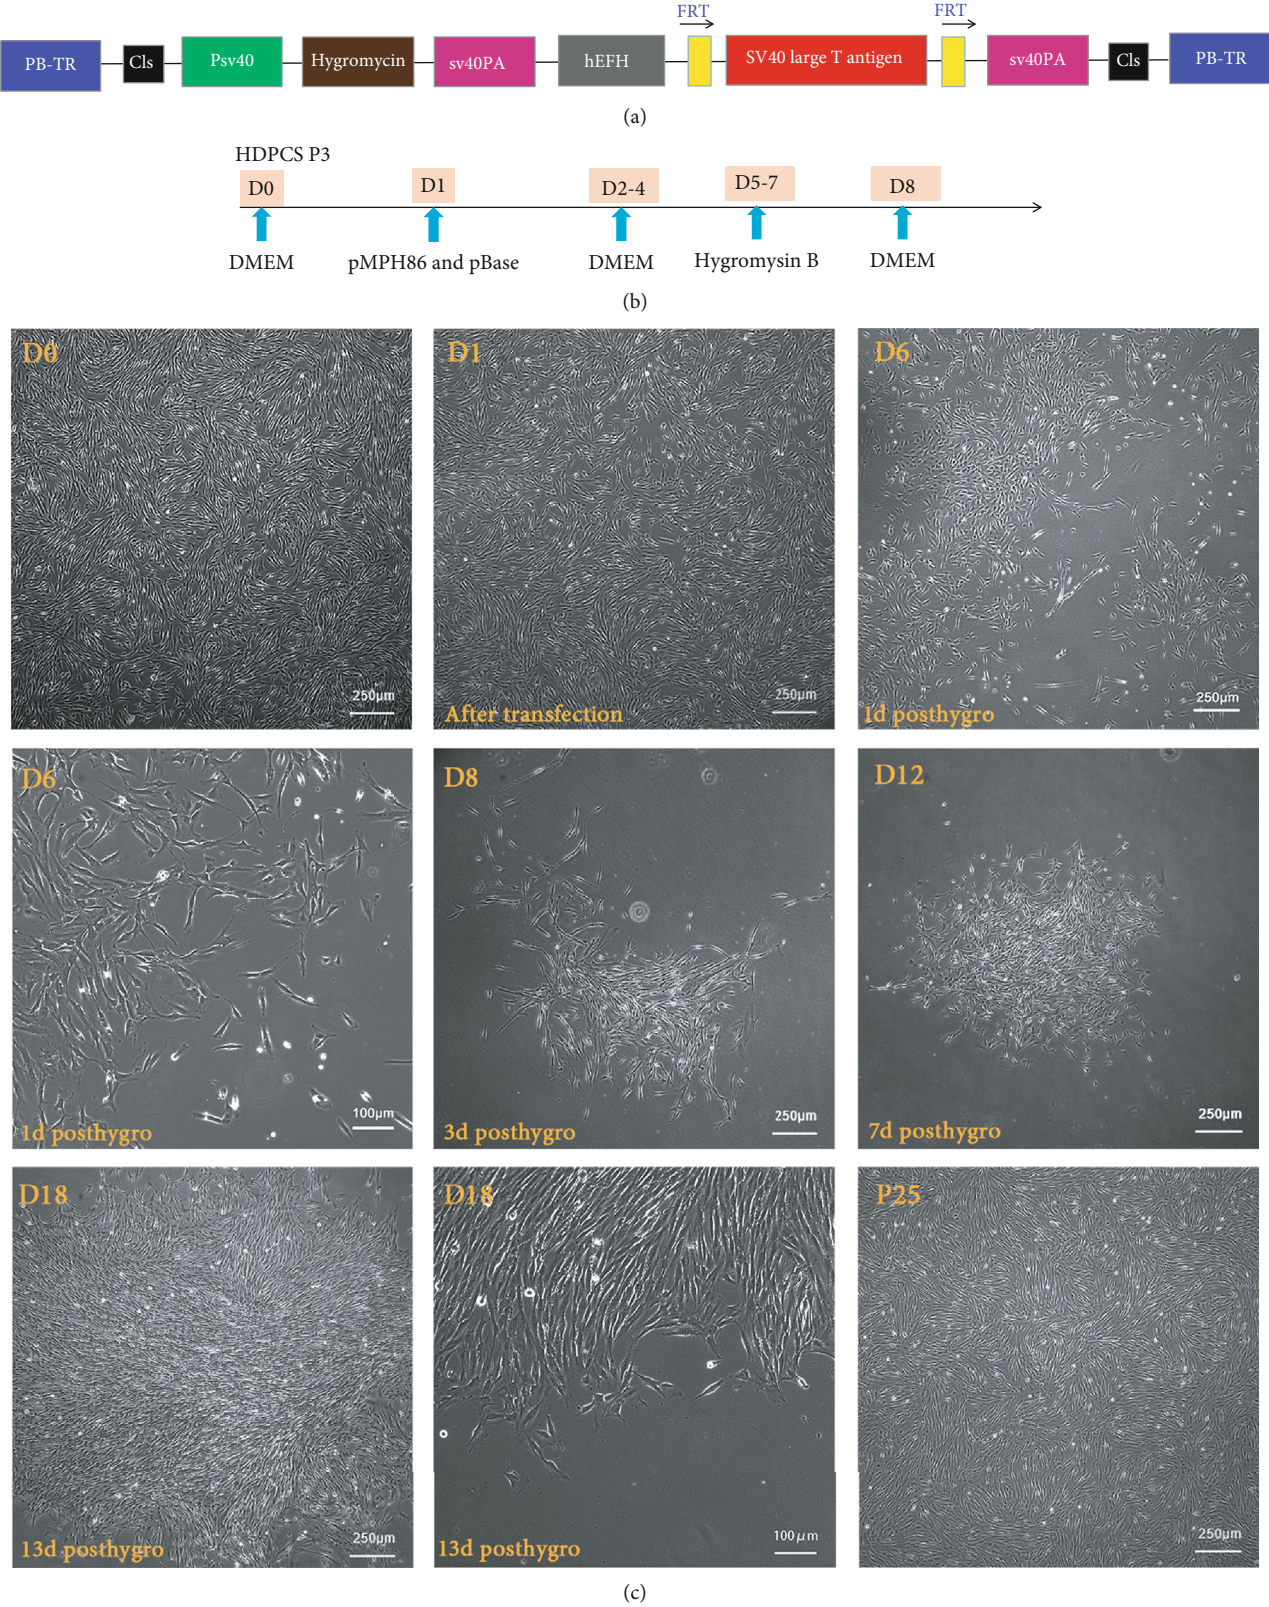 FRT FRT
PB-TR Cls Psv40 Hygromycin sv40PA hEFH SV40 large T antigen sv40PA Cls PB-TR
(a)
HDPCS P3
D0 D1 D2-4 D5-7 D8
DMEM pMPH86 and pBase DMEM Hygromysin B DMEM
(b)
D0
250μm
D1
250μm
After transfection
D6
250μm
1d posthygro
D6
100μm
1d posthygro
D8
250μm
3d posthygro
D12
250μm
7d posthygro
D18
250μm
13d posthygro
D18
100μm
13d posthygro
P25
250μm
(c)